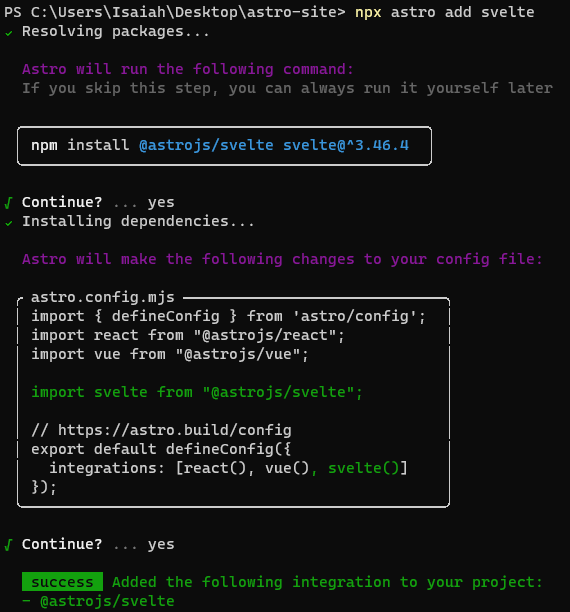 PS C:\Users\Isaiah\Desktop\astro-site> npx astro add svelte
✓ Resolving packages...
Astro will run the following command:
If you skip this step, you can always run it yourself later
npm install @astrojs/svelte svelte@^3.46.4
√ Continue? ... yes
✓ Installing dependencies...
Astro will make the following changes to your config file:
astro.config.mjs
import { defineConfig } from 'astro/config';
import react from "@astrojs/react";
import vue from "@astrojs/vue";
import svelte from "@astrojs/svelte";
// https://astro.build/config
export default defineConfig({
  integrations: [react(), vue(), svelte()]
});
√ Continue? ... yes
success Added the following integration to your project:
- @astrojs/svelte